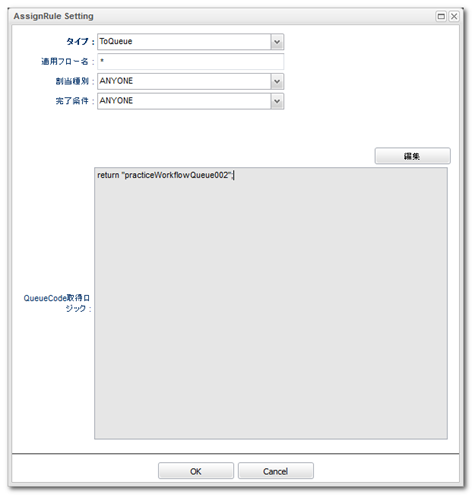 AssignRule Setting
タイプ : ToQueue
適用フロー名 : *
割当種別 : ANYONE
完了条件 : ANYONE
編集
return "practiceWorkflowQueue002";
QueueCode取得ロ
ジック :
OK Cancel